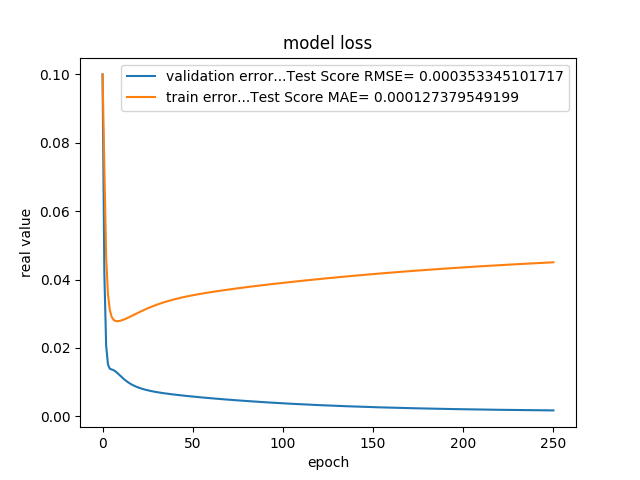 model loss
validation error...Test Score RMSE= 0.000353345101717
train error...Test Score MAE= 0.000127379549199
real value
0.10
0.08
0.06
0.04
0.02
0.00
0 50 100 150 200 250
epoch